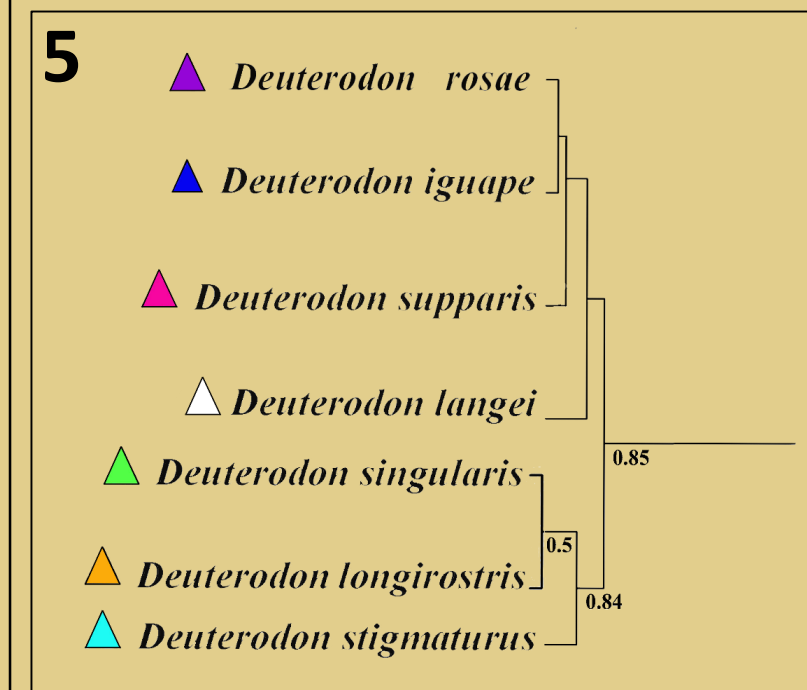 5
Deuterodon rosae
Deuterodon iguape
Deuterodon supparis
Deuterodon langei
0.85
Deuterodon singularis
0.5
Deuterodon longirostris
0.84
Deuterodon stigmaturus